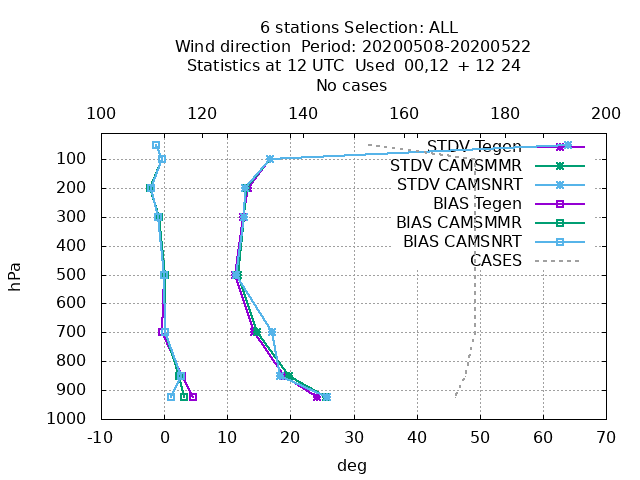 6 stations Selection: ALL
Wind direction  Period: 20200508-20200522
Statistics at 12 UTC  Used  00,12  + 12 24
No cases
100 120 140 160 180 200
STDV Tegen
STDV CAMSMMR
STDV CAMSNRT
BIAS Tegen
BIAS CAMSMMR
BIAS CAMSNRT
CASES
hPa
100
200
300
400
500
600
700
800
900
1000
-10 0 10 20 30 40 50 60 70
deg